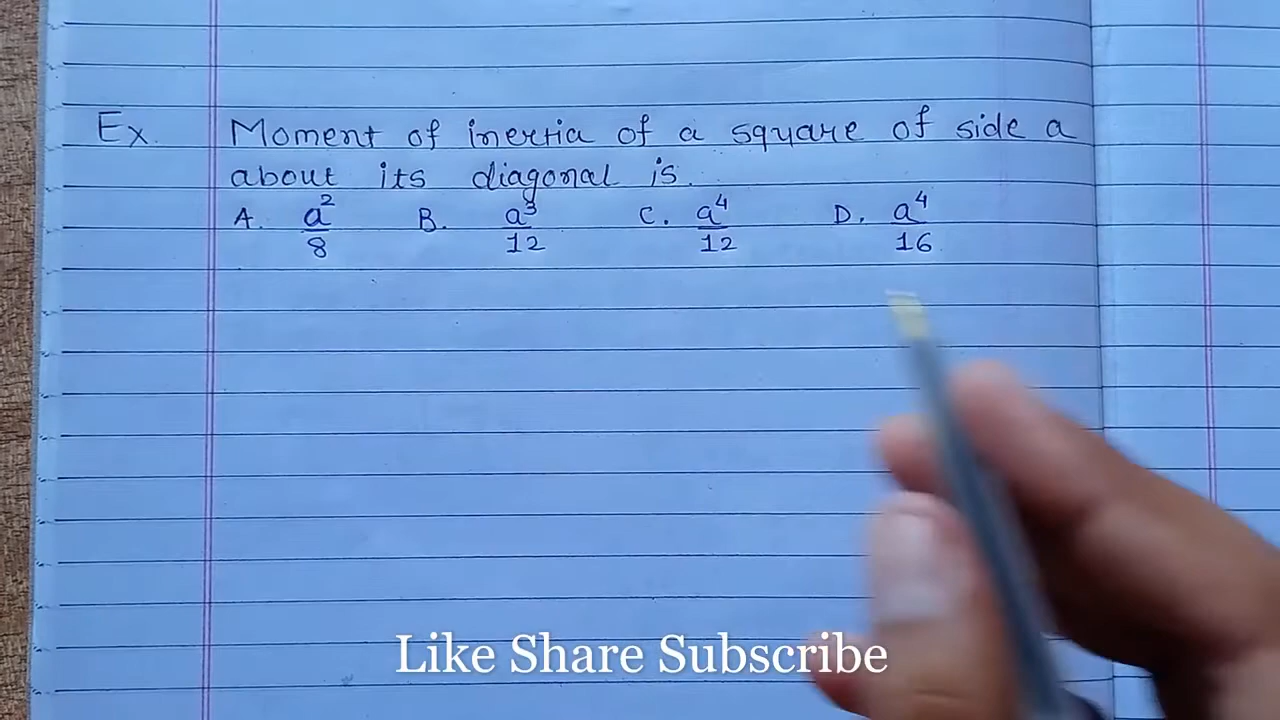 Ex. Moment of inertia of a square of side a
about its diagonal is.
A. a²/8 B. a³/12 C. a⁴/12 D. a⁴/16
Like Share Subscribe